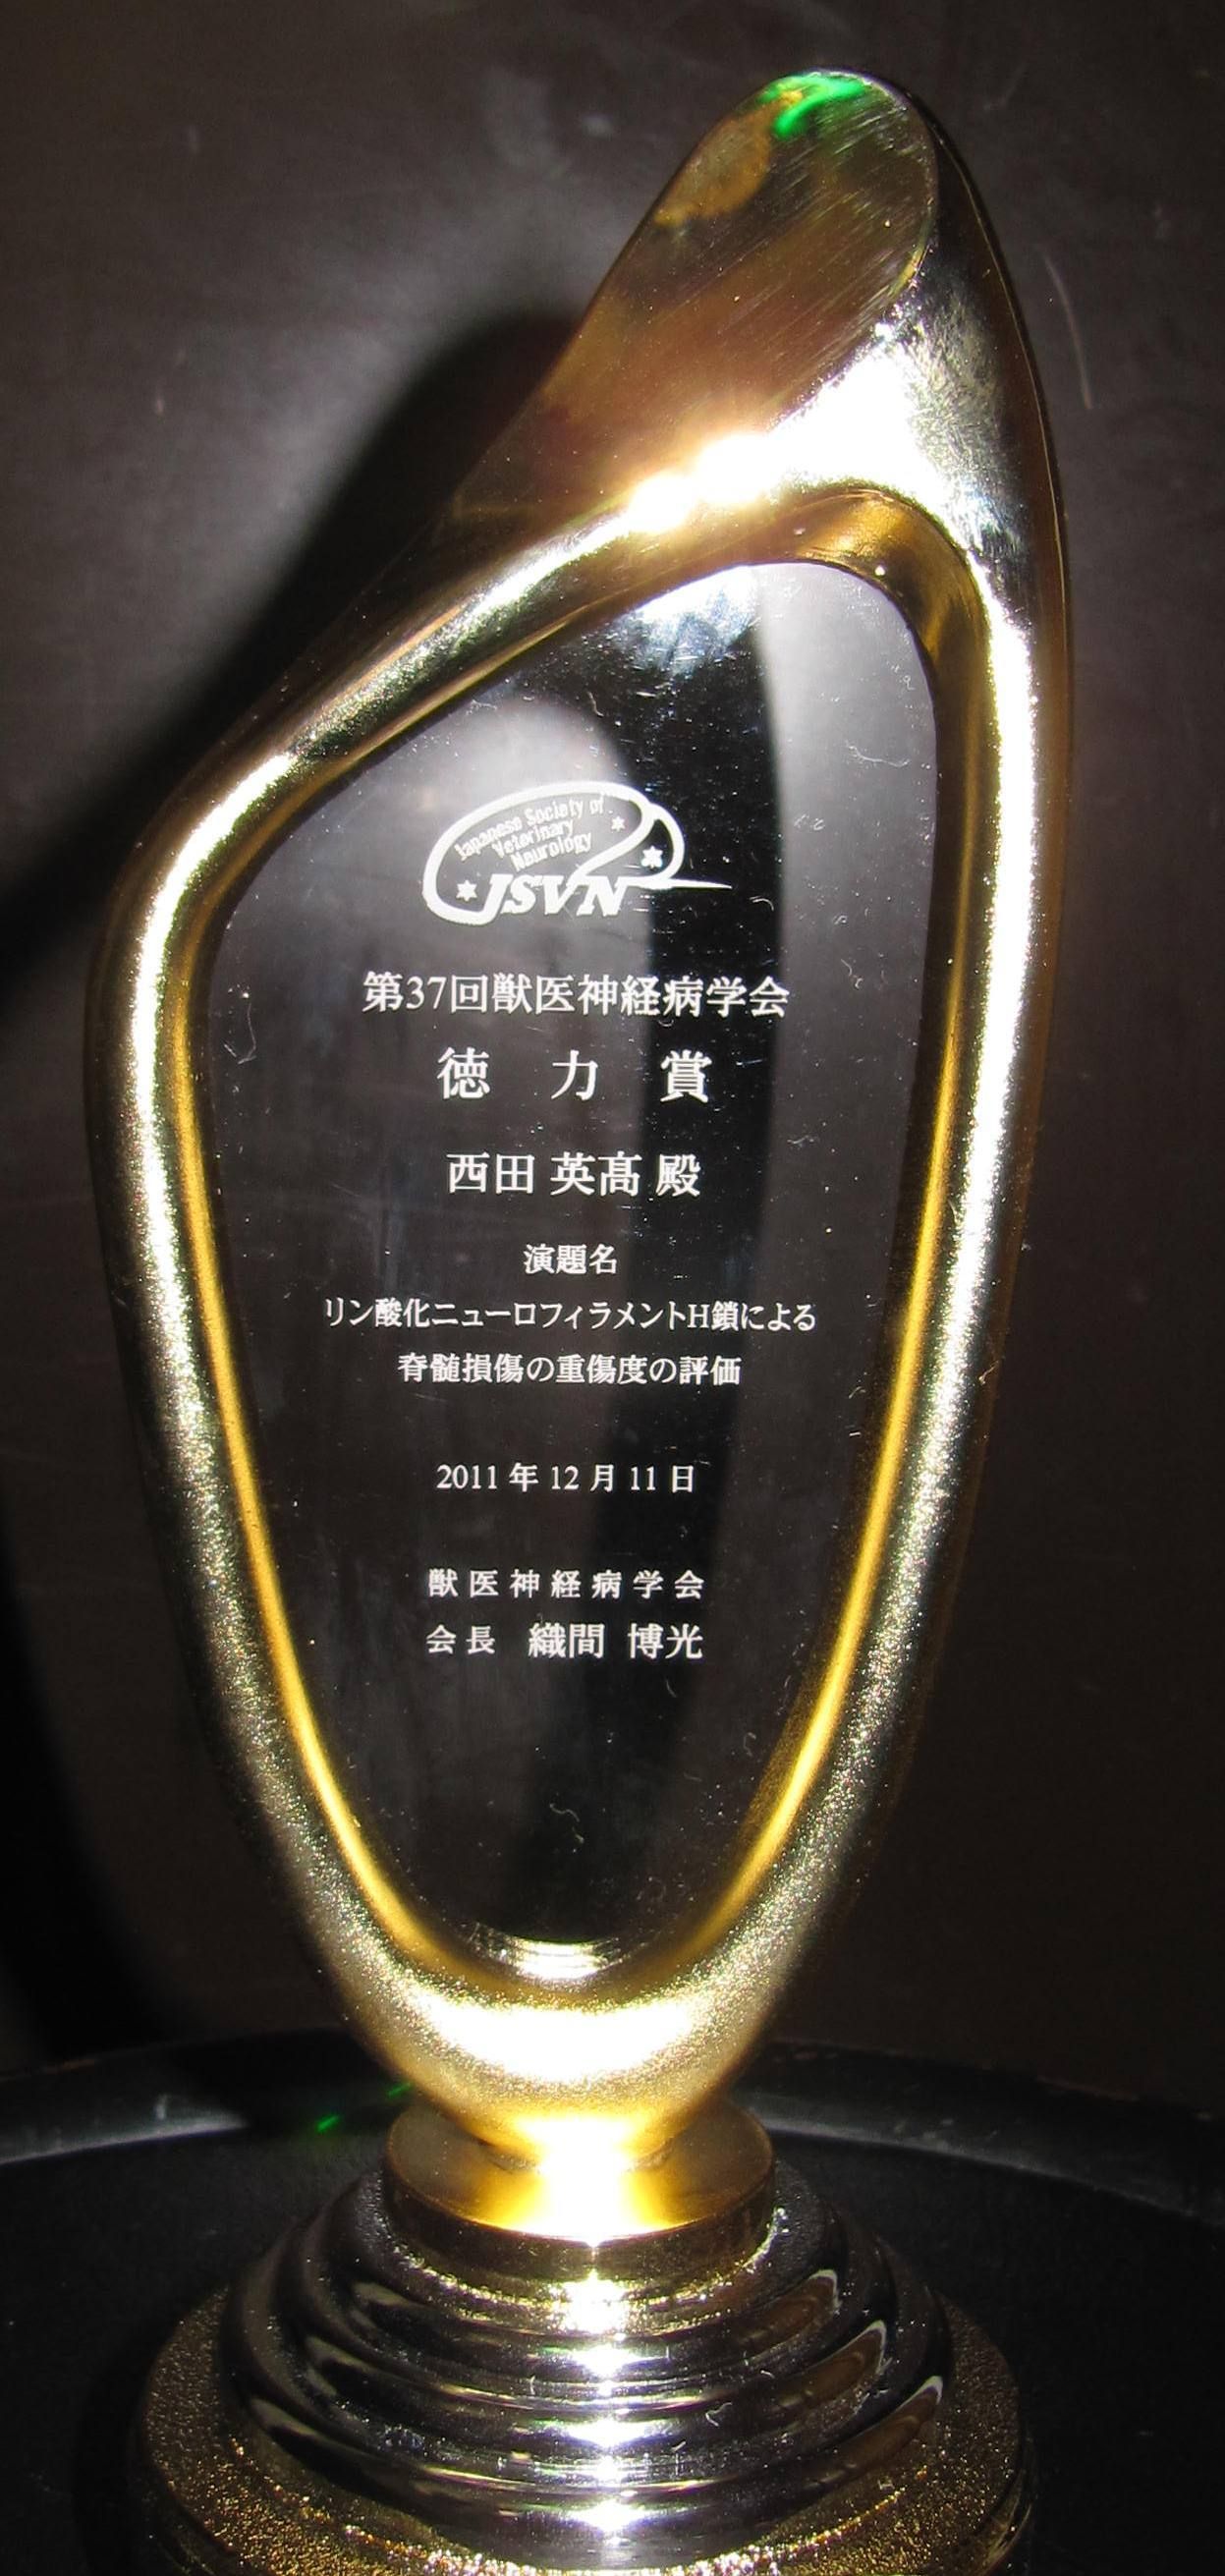 Japanese Society of
Veterinary
Neurology
JSVN
第37回獣医神経病学会
徳 力 賞
西田 英髙 殿
演題名
リン酸化ニューロフィラメントH鎖による
脊髄損傷の重傷度の評価
2011 年 12 月 11 日
獣医神経病学会
会長 織間 博光